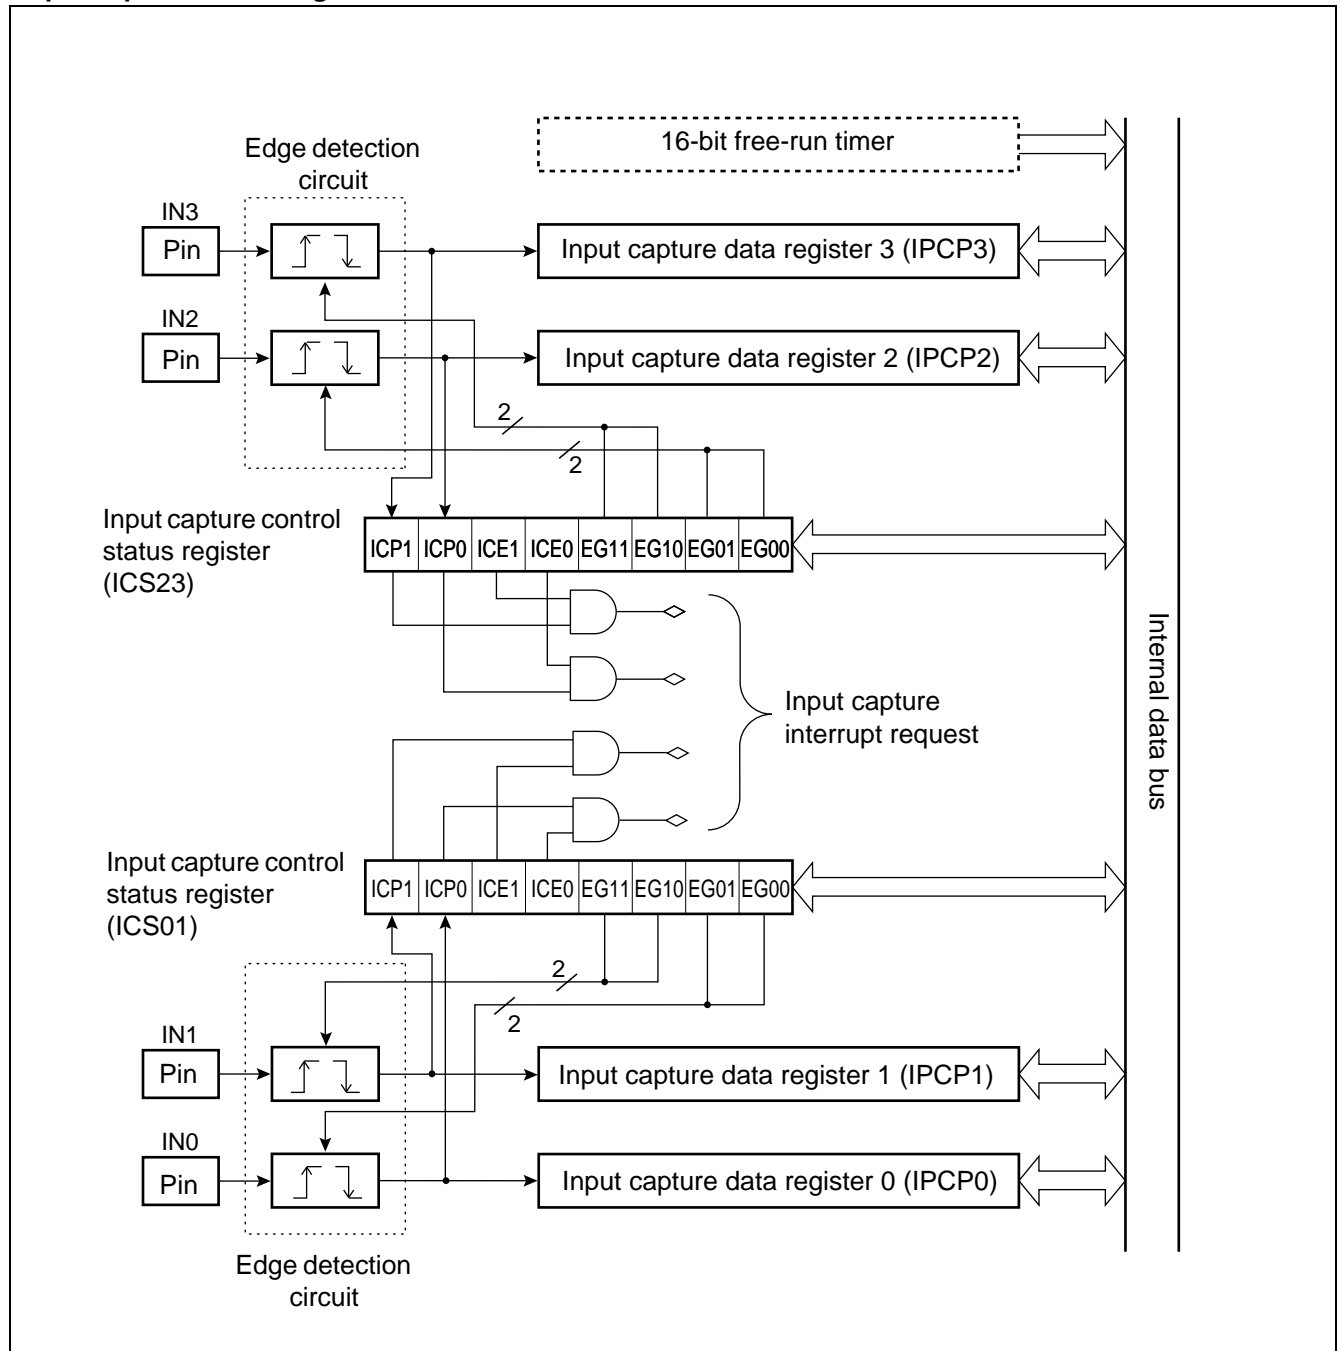 16-bit free-run timer
Edge detection
circuit
IN3
Pin
Input capture data register 3 (IPCP3)
IN2
Pin
Input capture data register 2 (IPCP2)
2
2
Input capture control
status register
(ICS23)
ICP1 ICP0 ICE1 ICE0 EG11 EG10 EG01 EG00
Internal data bus
Input capture
interrupt request
Input capture control
status register
(ICS01)
ICP1 ICP0 ICE1 ICE0 EG11 EG10 EG01 EG00
2
2
IN1
Pin
Input capture data register 1 (IPCP1)
IN0
Pin
Input capture data register 0 (IPCP0)
Edge detection
circuit